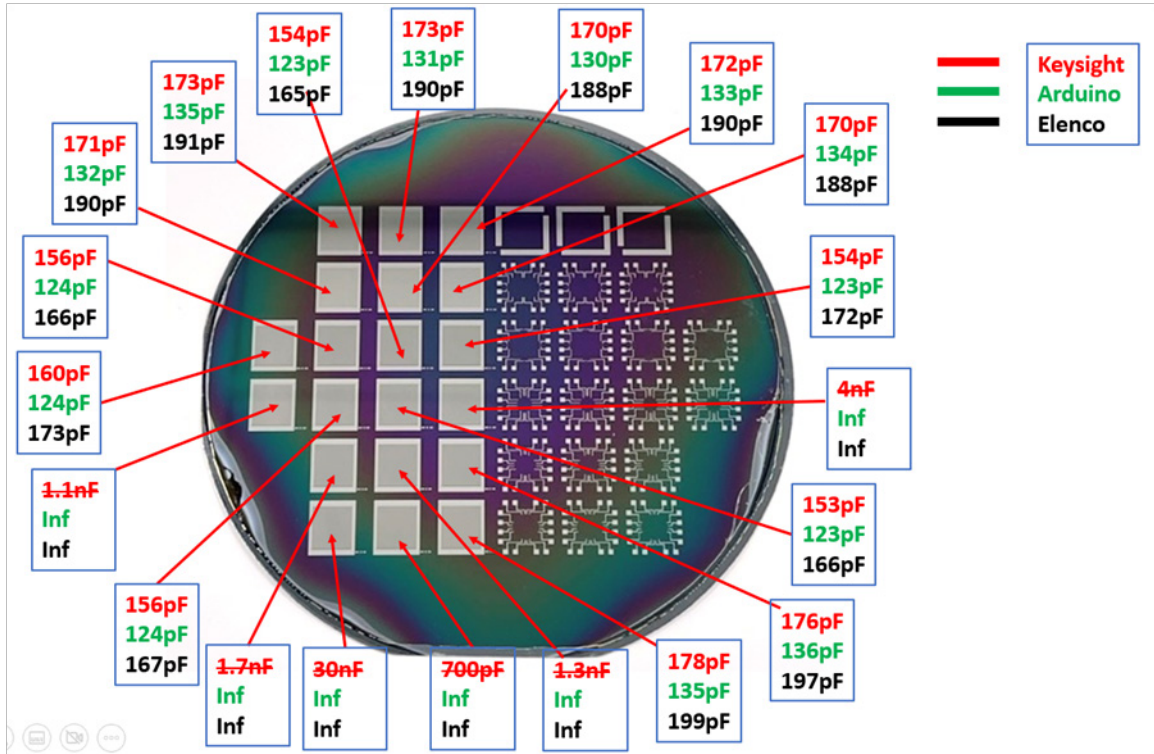 154pF
123pF
165pF
173pF
131pF
190pF
170pF
130pF
188pF
172pF
133pF
190pF
Keysight
Arduino
Elenco
173pF
135pF
191pF
170pF
134pF
188pF
171pF
132pF
190pF
156pF
124pF
166pF
154pF
123pF
172pF
160pF
124pF
173pF
4nF
Inf
Inf
1.1nF
Inf
Inf
153pF
123pF
166pF
156pF
124pF
167pF
176pF
136pF
197pF
1.7nF
Inf
Inf
30nF
Inf
Inf
700pF
Inf
Inf
1.3nF
Inf
Inf
178pF
135pF
199pF